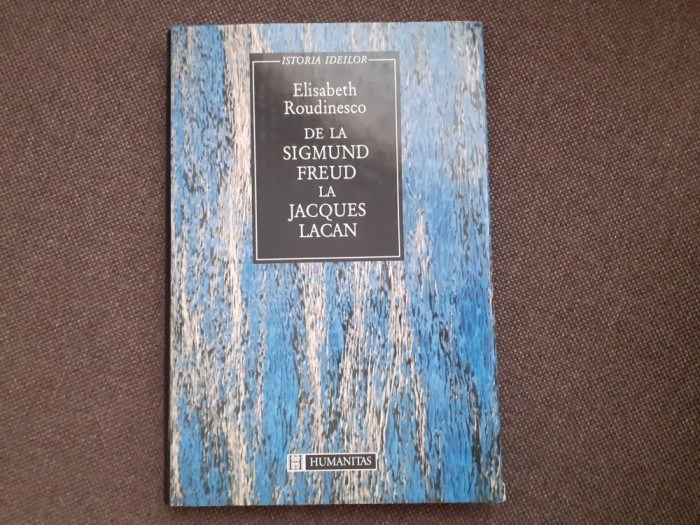 ISTORIA IDEILOR
Elisabeth
Roudinesco
DE LA
SIGMUND
FREUD
LA
JACQUES
LACAN
H HUMANITAS